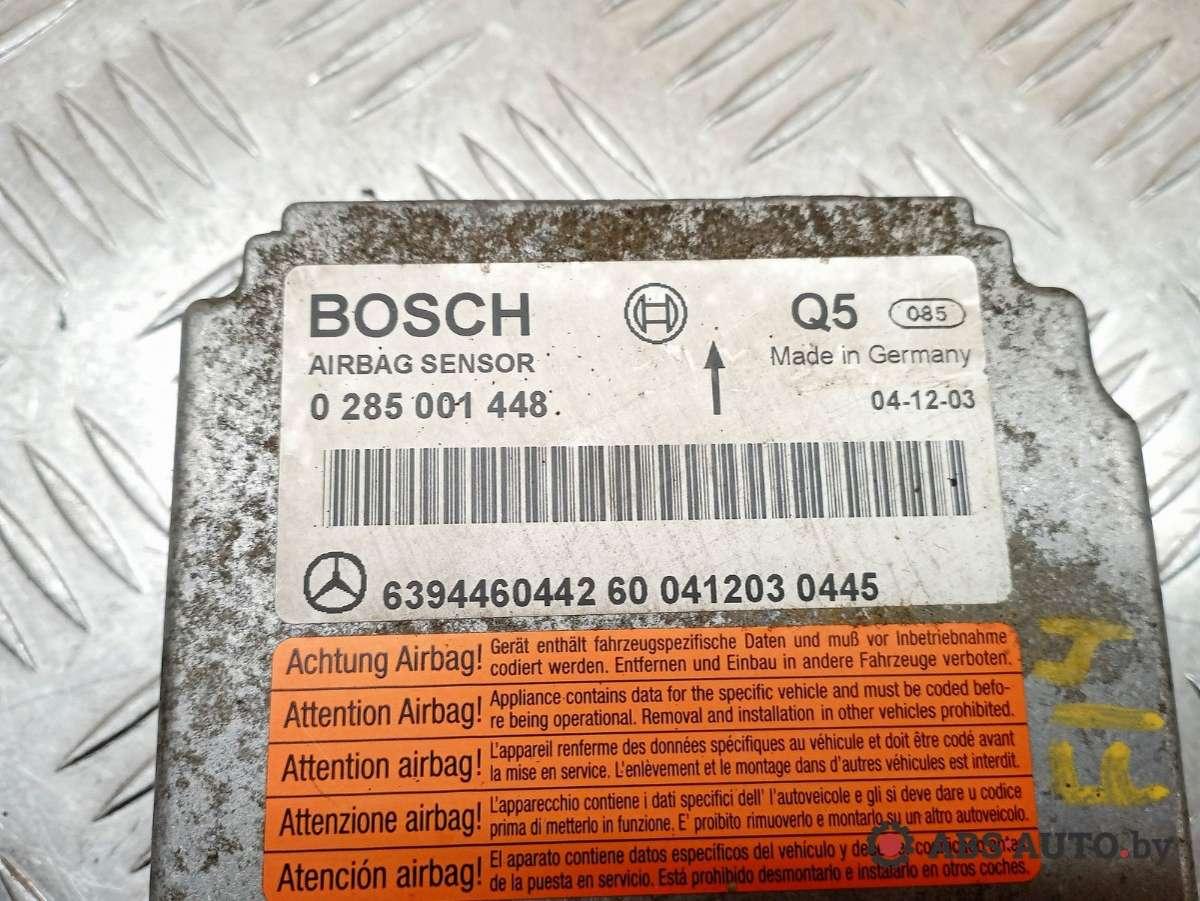 BOSCH Q5 085
AIRBAG SENSOR Made in Germany
0 285 001 448. 04-12-03
6394460442 60 041203 0445
Achtung Airbag! Gerät enthält fahrzeugspezifische Daten und muß vor Inbetriebnahme
codiert werden. Entfernen und Einbau in andere Fahrzeuge verboten.
Attention Airbag! Appliance contains data for the specific vehicle and must be coded befo-
re being operational. Removal and installation in other vehicles prohibited.
Attention airbag! L'appareil renferme des données spécifiques au véhicule et doit être codé avant
la mise en service. L'enlèvement et le montage dans d'autres véhicules est interdit.
Attenzione airbag! L'apparecchio contiene i dati specifici dell' l'autoveicole e gli si deve dare u codice
prima di metterlo in funzione. E' proibito rimuoverlo e montarlo su un altro autoveicolo.
Atención airbag! El aparato contiene datos específicos del vehículo y
de la puesta en servicio. Está prohibido desmontarlo e instalarlo en otros coches.
ABS-AUTO.by